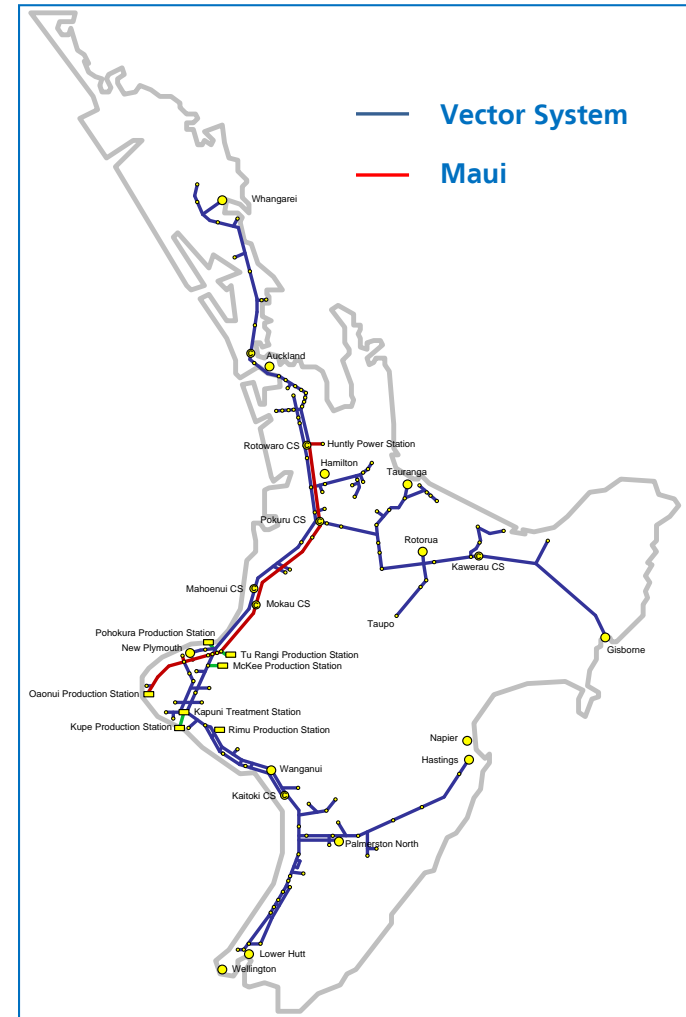 Vector System
Maui
Whangarei
Auckland
Rotowaro CS
Huntly Power Station
Hamilton
Tauranga
Pokuru CS
Rotorua
Kawerau CS
Mahoenui CS
Mokau CS
Taupo
Pohokura Production Station
New Plymouth
Gisborne
Tu Rangi Production Station
McKee Production Station
Oaonui Production Station
Kapuni Treatment Station
Kupe Production Station
Rimu Production Station
Napier
Hastings
Wanganui
Kaitoki CS
Palmerston North
Lower Hutt
Wellington